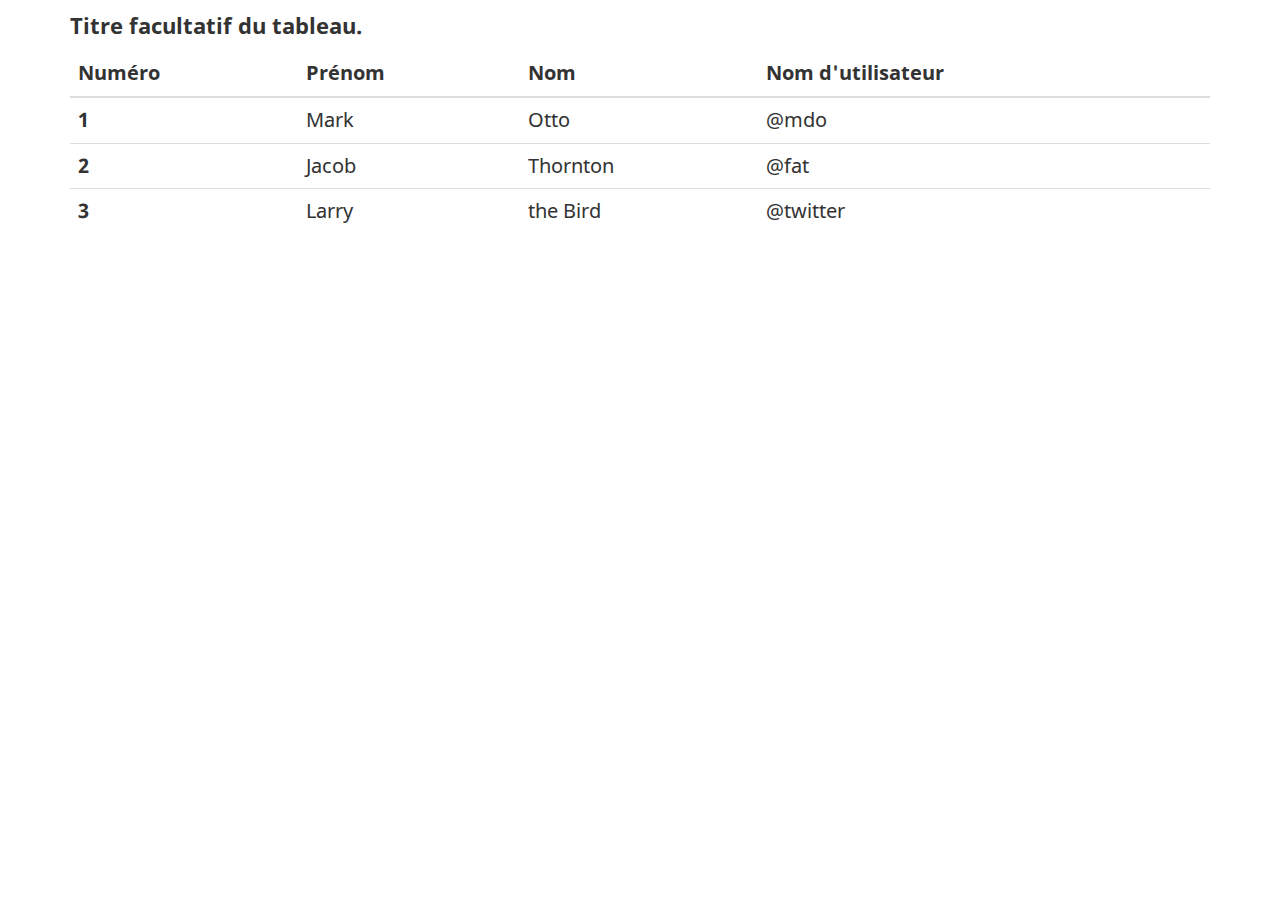 Titre facultatif du tableau.
Numéro Prénom Nom Nom d'utilisateur
1 Mark Otto @mdo
2 Jacob Thornton @fat
3 Larry the Bird @twitter